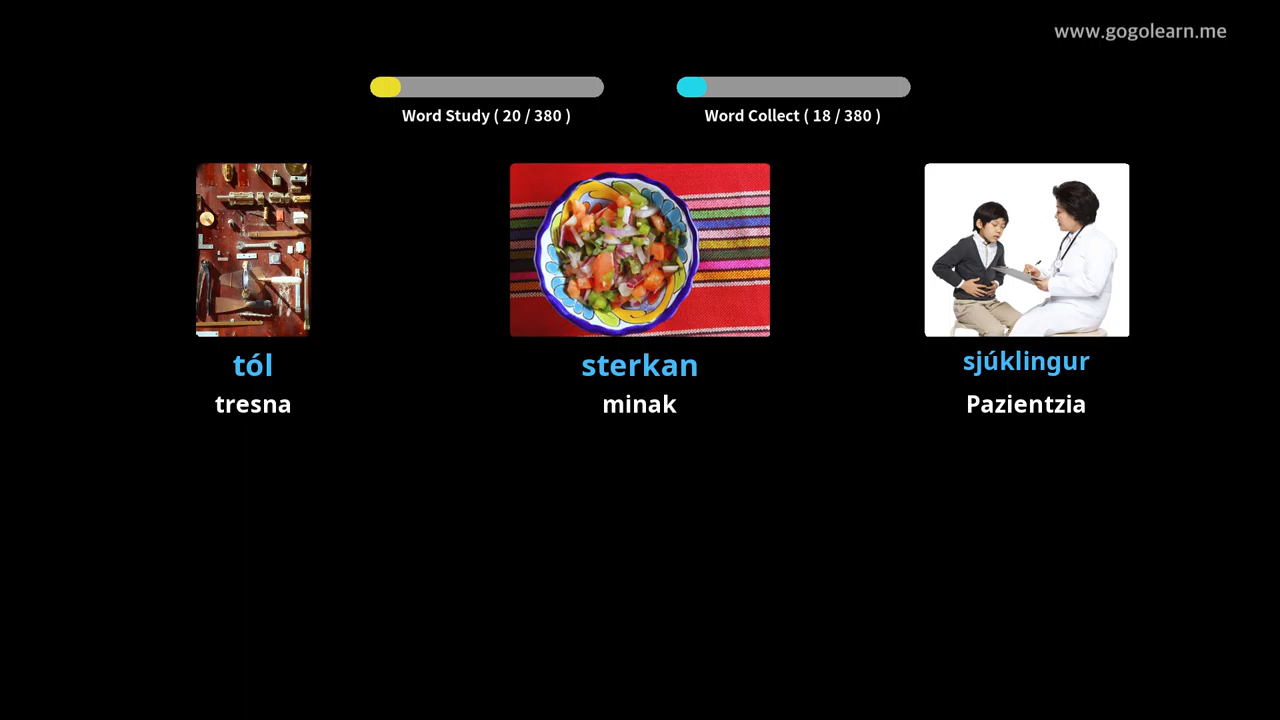 www.gogolearn.me
Word Study ( 20 / 380 )
Word Collect ( 18 / 380 )
tól
sterkan
sjúklingur
tresna
minak
Pazientzia